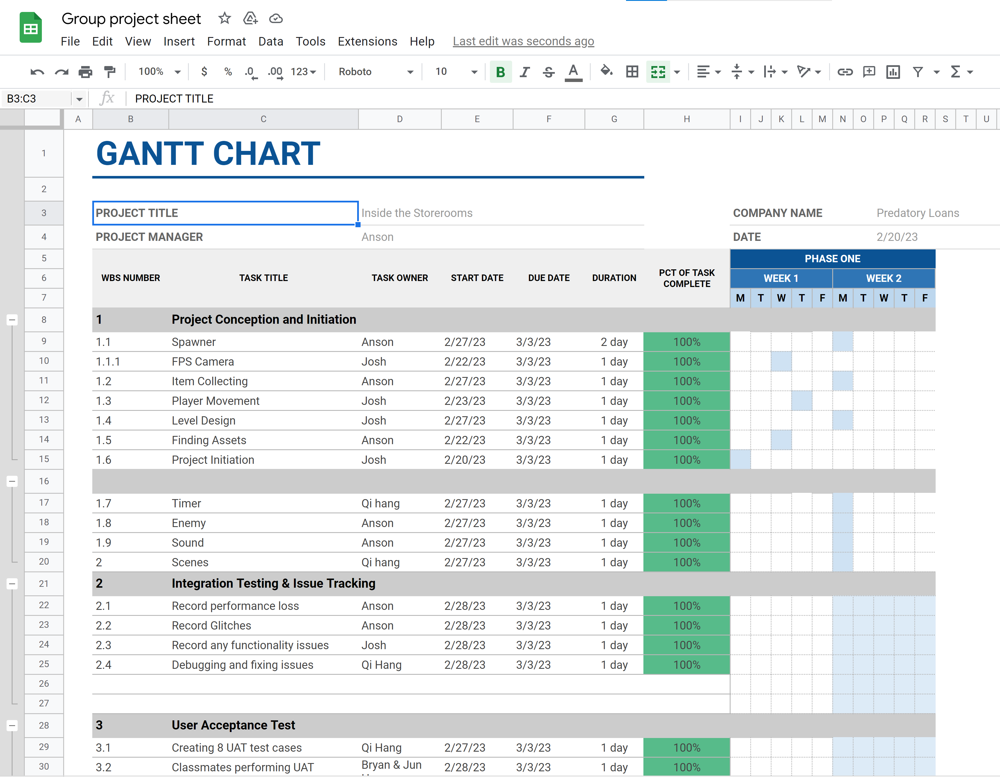 Group project sheet
File Edit View Insert Format Data Tools Extensions Help Last edit was seconds ago
100% $ % .0 .00 123 Roboto 10 B I S A Σ
B3:C3 fx PROJECT TITLE
A B C D E F G H I J K L M N O P Q R S T U
1 GANTT CHART
2
3 PROJECT TITLE Inside the Storerooms COMPANY NAME Predatory Loans
4 PROJECT MANAGER Anson DATE 2/20/23
5 PHASE ONE
6 WBS NUMBER TASK TITLE TASK OWNER START DATE DUE DATE DURATION PCT OF TASK COMPLETE WEEK 1 WEEK 2
7 M T W T F M T W T F
8 1 Project Conception and Initiation
9 1.1 Spawner Anson 2/27/23 3/3/23 2 day 100%
10 1.1.1 FPS Camera Josh 2/22/23 3/3/23 1 day 100%
11 1.2 Item Collecting Anson 2/27/23 3/3/23 1 day 100%
12 1.3 Player Movement Josh 2/23/23 3/3/23 1 day 100%
13 1.4 Level Design Josh 2/27/23 3/3/23 1 day 100%
14 1.5 Finding Assets Anson 2/22/23 3/3/23 1 day 100%
15 1.6 Project Initiation Josh 2/20/23 3/3/23 1 day 100%
16
17 1.7 Timer Qi hang 2/27/23 3/3/23 1 day 100%
18 1.8 Enemy Anson 2/27/23 3/3/23 1 day 100%
19 1.9 Sound Anson 2/27/23 3/3/23 1 day 100%
20 2 Scenes Qi hang 2/27/23 3/3/23 1 day 100%
21 2 Integration Testing & Issue Tracking
22 2.1 Record performance loss Anson 2/28/23 3/3/23 1 day 100%
23 2.2 Record Glitches Anson 2/28/23 3/3/23 1 day 100%
24 2.3 Record any functionality issues Josh 2/28/23 3/3/23 1 day 100%
25 2.4 Debugging and fixing issues Qi Hang 2/28/23 3/3/23 1 day 100%
26
27
28 3 User Acceptance Test
29 3.1 Creating 8 UAT test cases Qi Hang 2/27/23 3/3/23 1 day 100%
30 3.2 Classmates performing UAT Bryan & Jun 2/28/23 3/3/23 1 day 100%